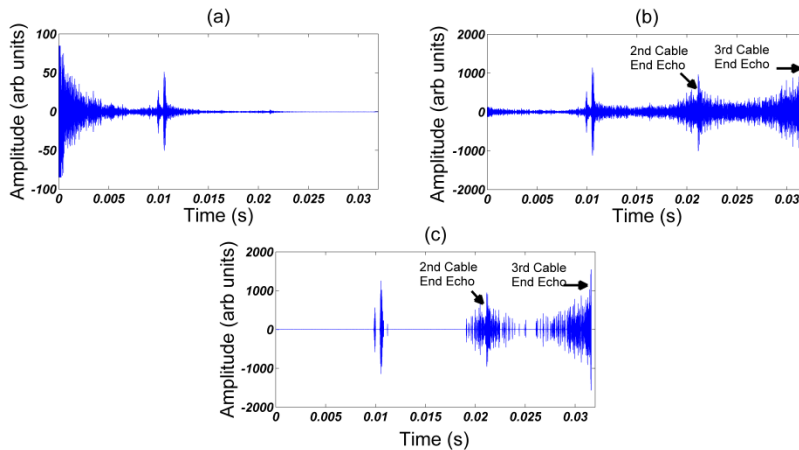 (a)
Amplitude (arb units)
100
50
0
-50
-100
0 0.005 0.01 0.015 0.02 0.025 0.03
Time (s)
(b)
Amplitude (arb units)
2000
1000
0
-1000
-2000
2nd Cable
End Echo
3rd Cable
End Echo
0 0.005 0.01 0.015 0.02 0.025 0.03
Time (s)
(c)
Amplitude (arb units)
2000
1000
0
-1000
-2000
2nd Cable
End Echo
3rd Cable
End Echo
0 0.005 0.01 0.015 0.02 0.025 0.03
Time (s)